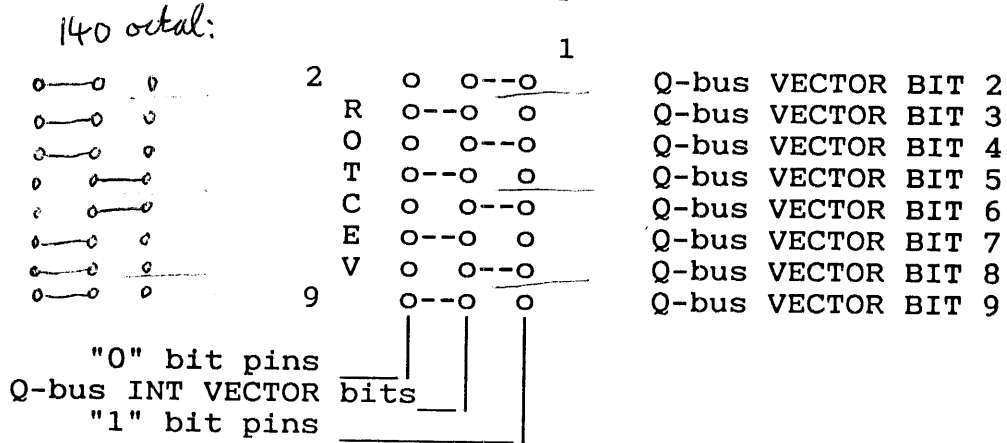 140 octal:
1
2 o o--o Q-bus VECTOR BIT 2
R o--o o Q-bus VECTOR BIT 3
O o o--o Q-bus VECTOR BIT 4
T o--o o Q-bus VECTOR BIT 5
C o o--o Q-bus VECTOR BIT 6
E o--o o Q-bus VECTOR BIT 7
V o o--o Q-bus VECTOR BIT 8
9 o--o o Q-bus VECTOR BIT 9
"0" bit pins
Q-bus INT VECTOR bits
"1" bit pins